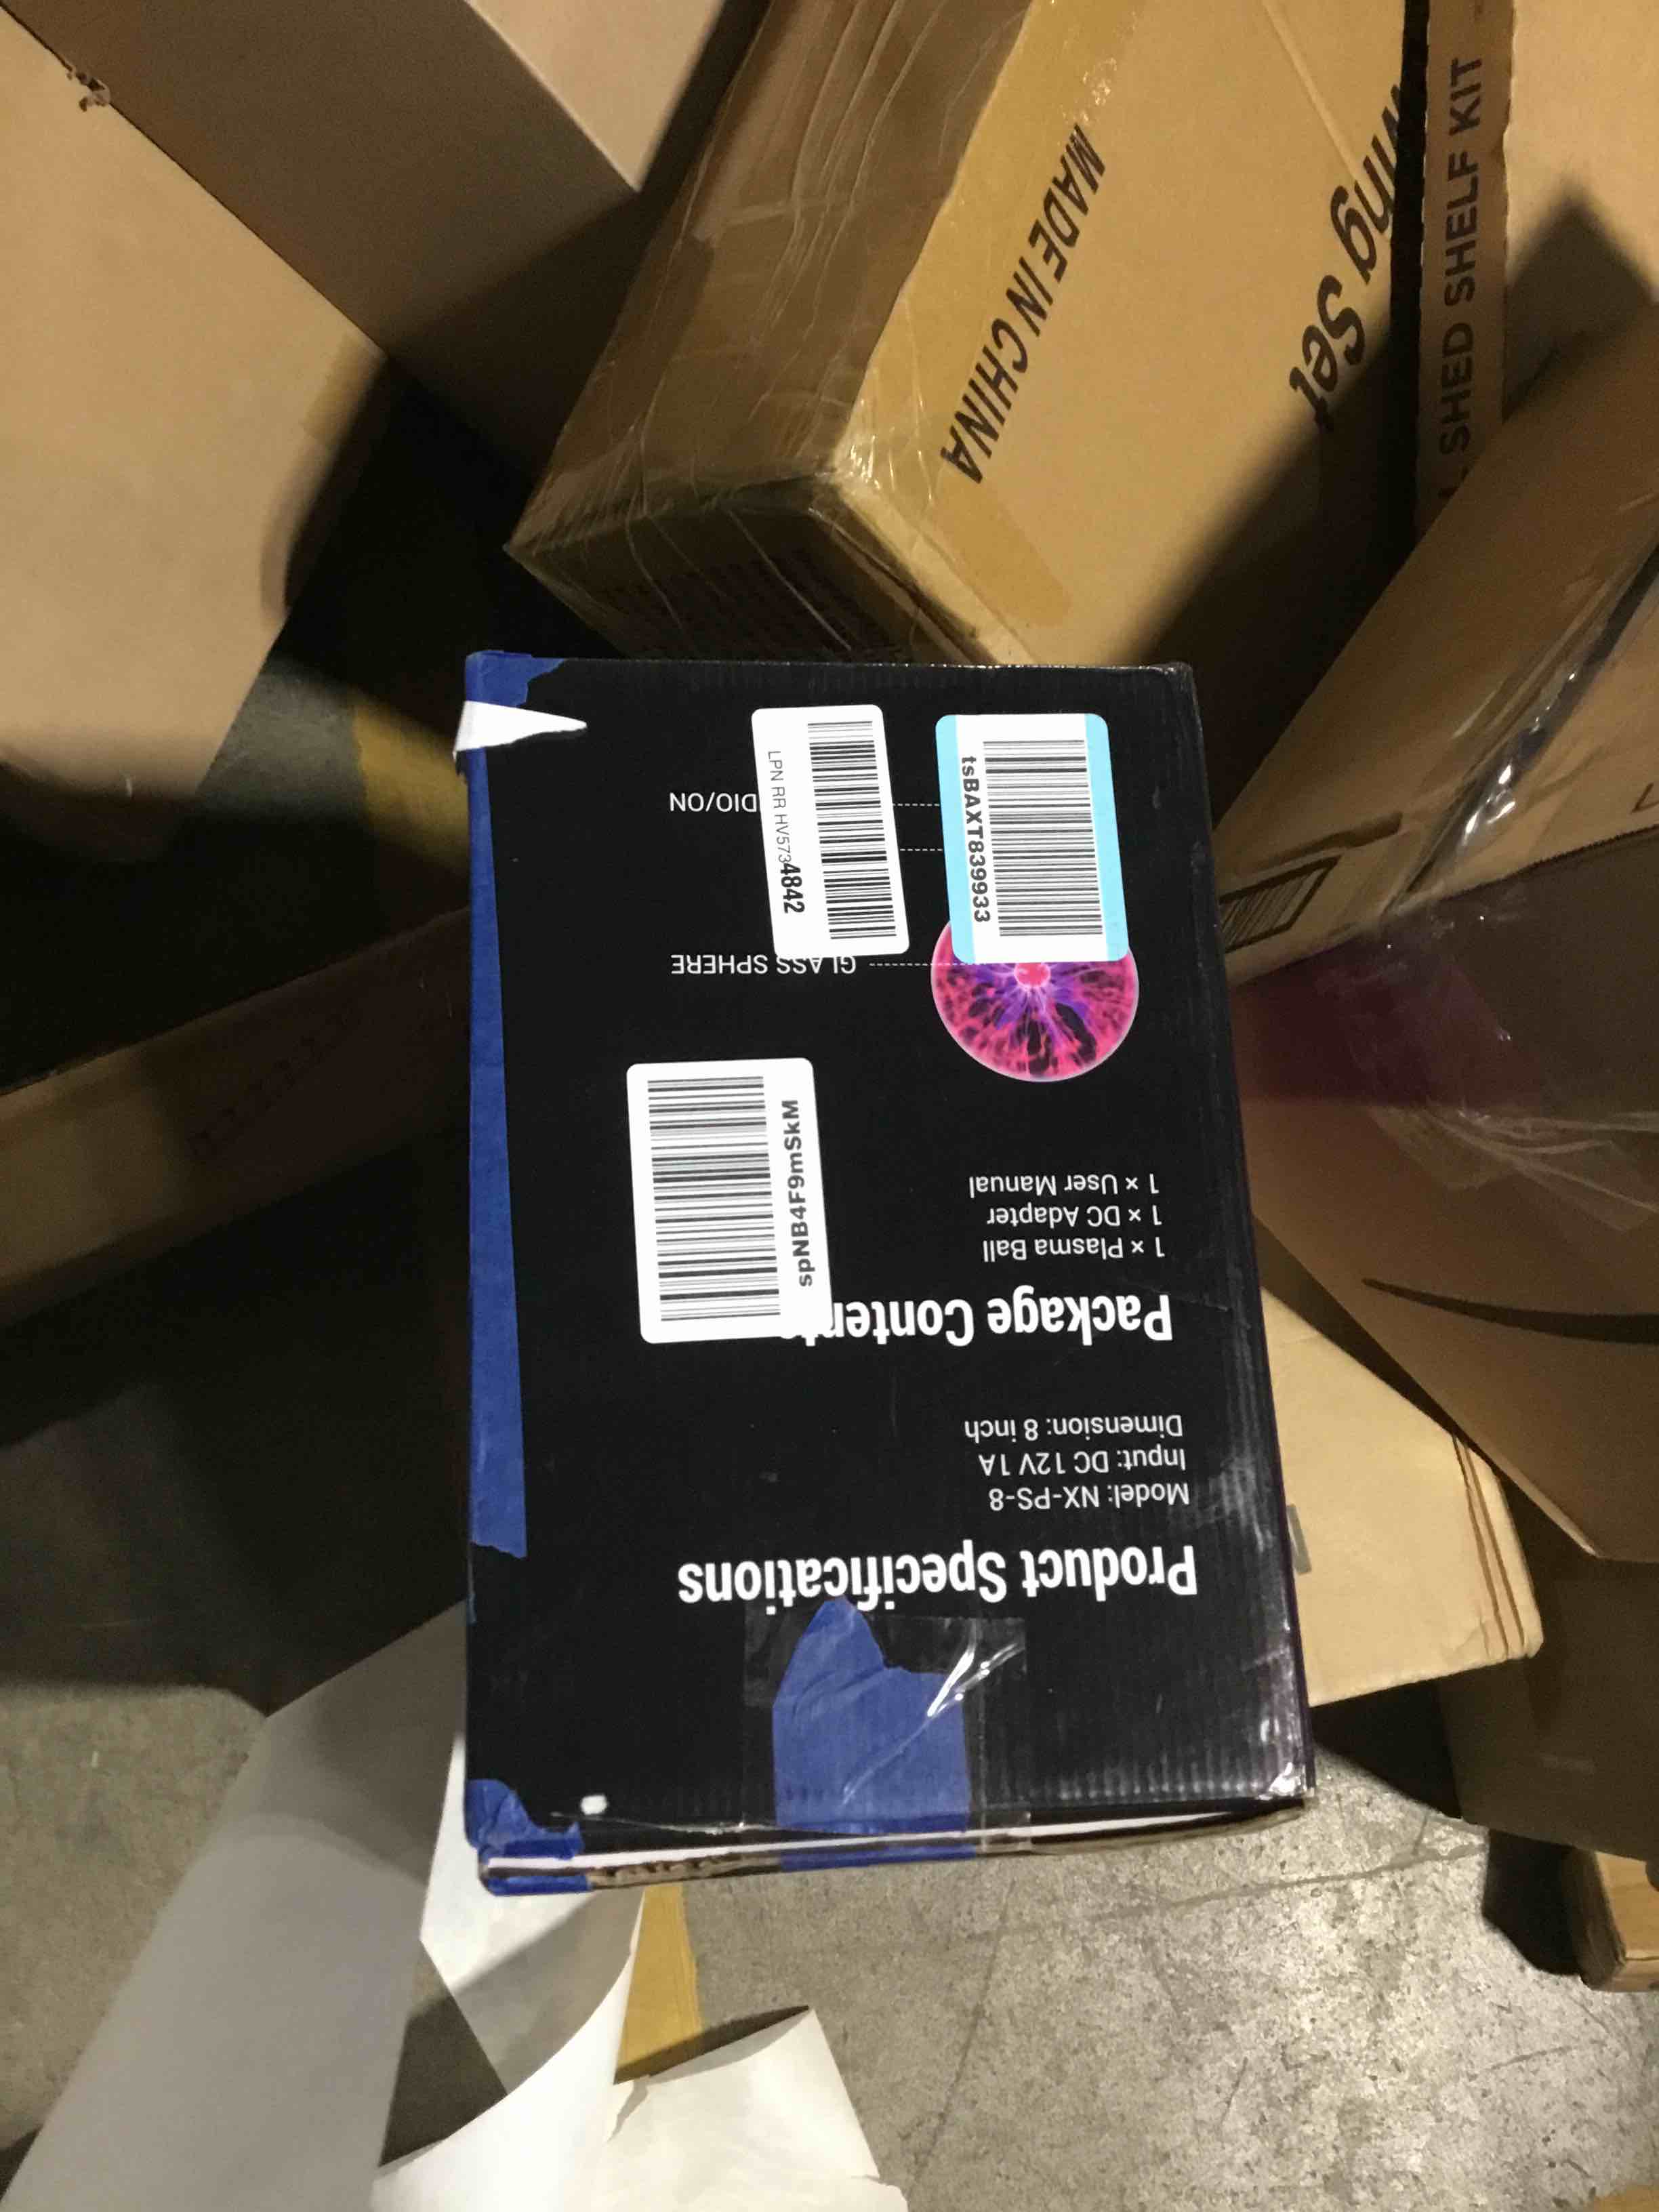 Product Specifications
Model: NX-PS-8
Input: DC 12V 1A
Dimension: 8 inch
Package Conten
1 × Plasma Ball
1 × DC Adapter
1 × User Manual
spNB4F9mSkM
GLASS SPHERE
DIO/ON
LPN RR HV5734842
tsBAXT839933
MADE IN CHINA
wing Set
SHED SHELF KIT